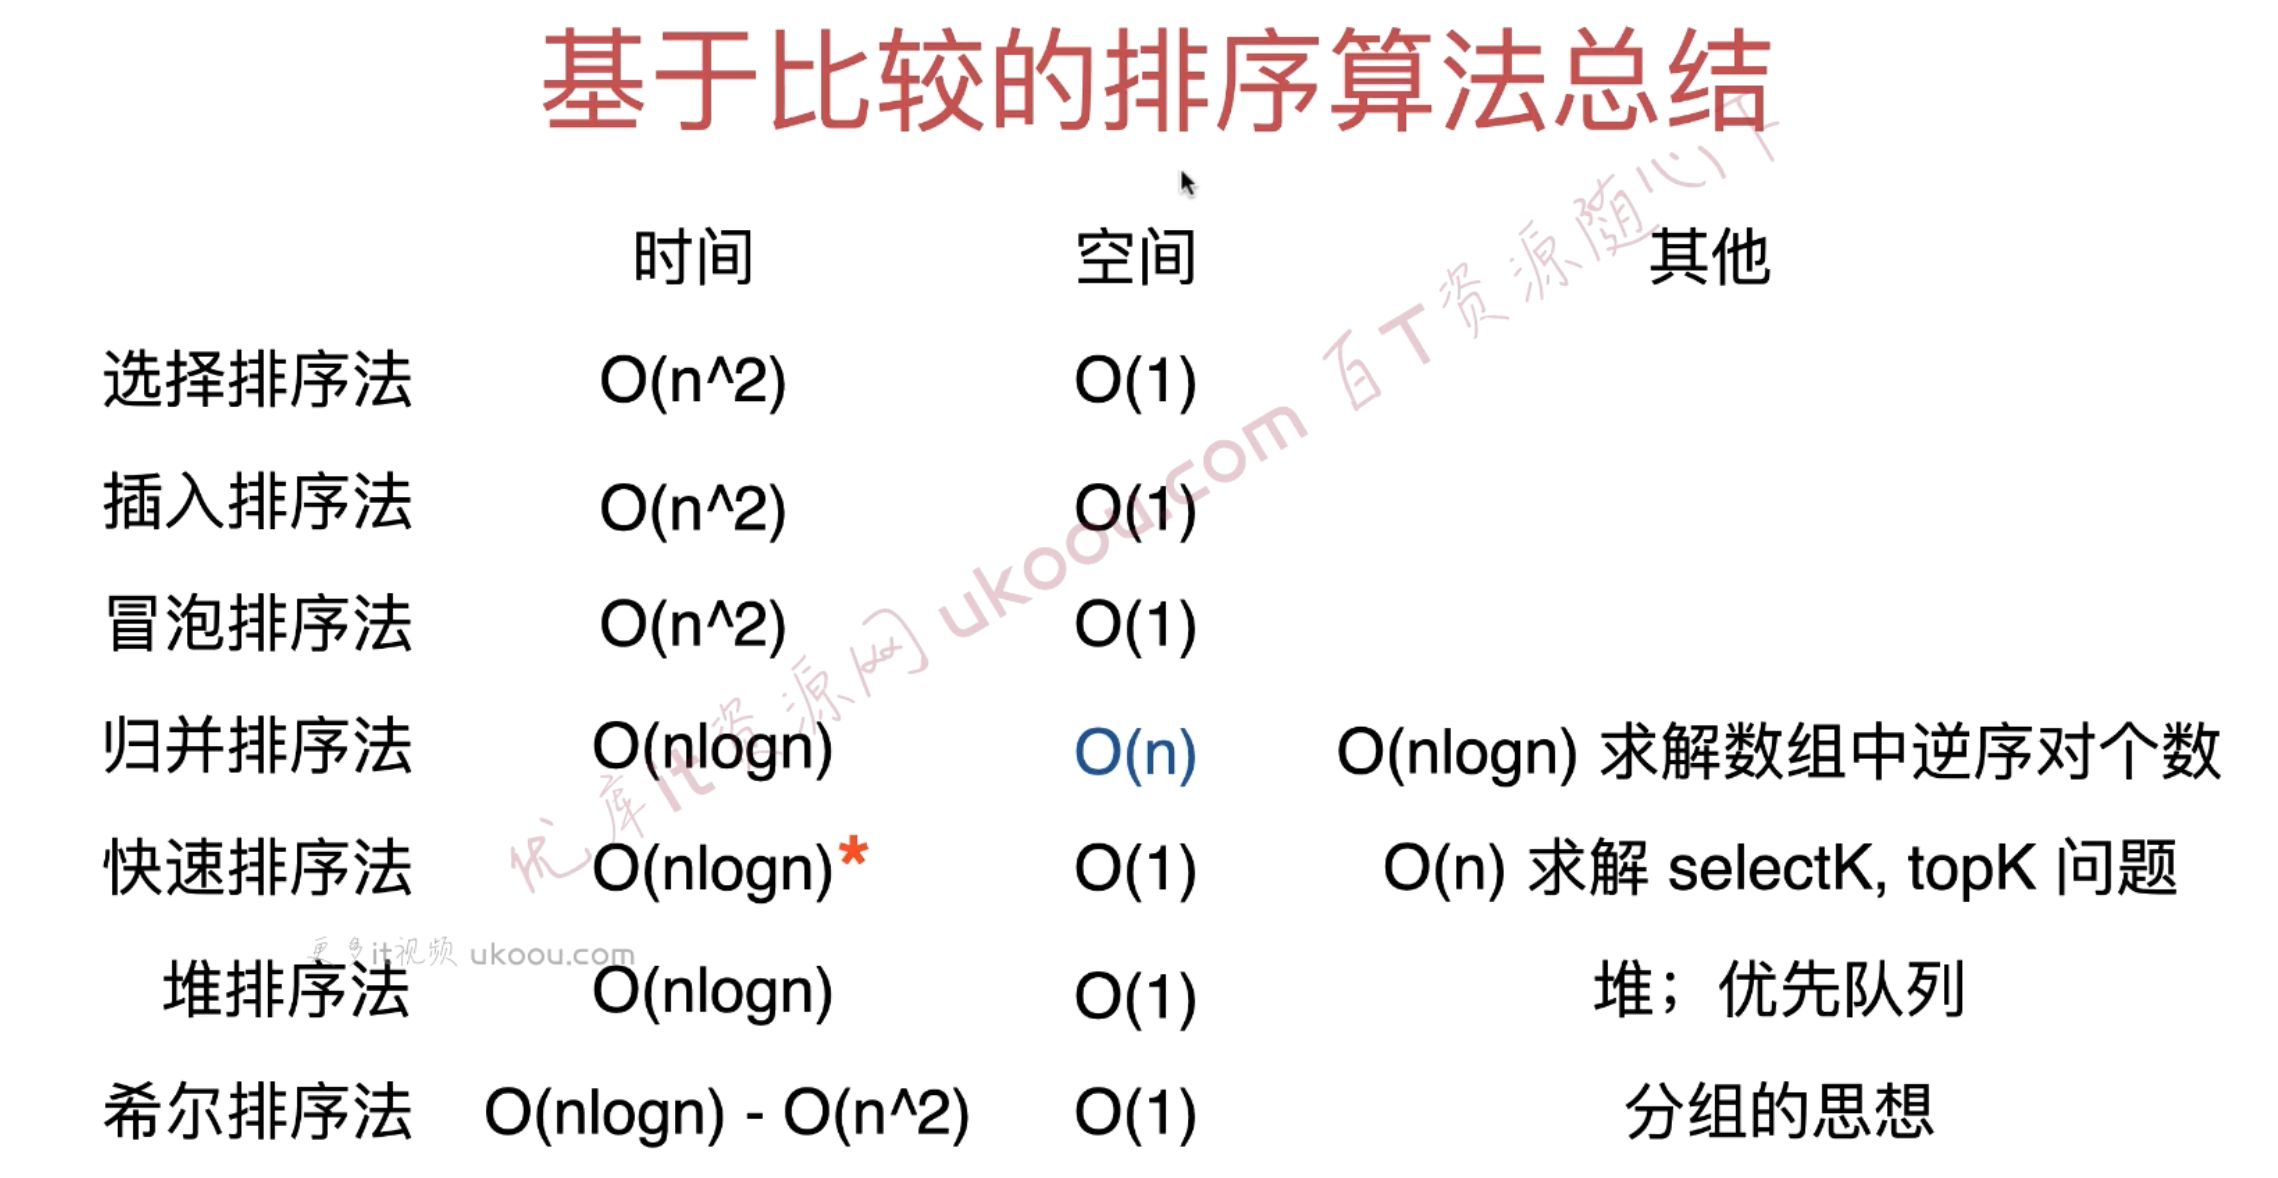 基于比较的排序算法总结
时间 空间 其他
选择排序法 O(n^2) O(1)
插入排序法 O(n^2) O(1)
冒泡排序法 O(n^2) O(1)
归并排序法 O(nlogn) O(n) O(nlogn) 求解数组中逆序对个数
快速排序法 O(nlogn)* O(1) O(n) 求解 selectK, topK 问题
堆排序法 O(nlogn) O(1) 堆；优先队列
希尔排序法 O(nlogn) - O(n^2) O(1) 分组的思想
优库it资源网 ukoou.com 百T资源随心下
更多it视频 ukoou.com